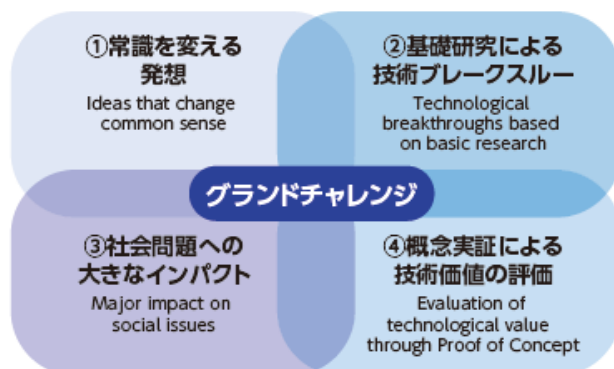 ①常識を変える
発想
Ideas that change
common sense
②基礎研究による
技術ブレークスルー
Technological
breakthroughs based
on basic research
グランドチャレンジ
③社会問題への
大きなインパクト
Major impact on
social issues
④概念実証による
技術価値の評価
Evaluation of
technological value
through Proof of Concept